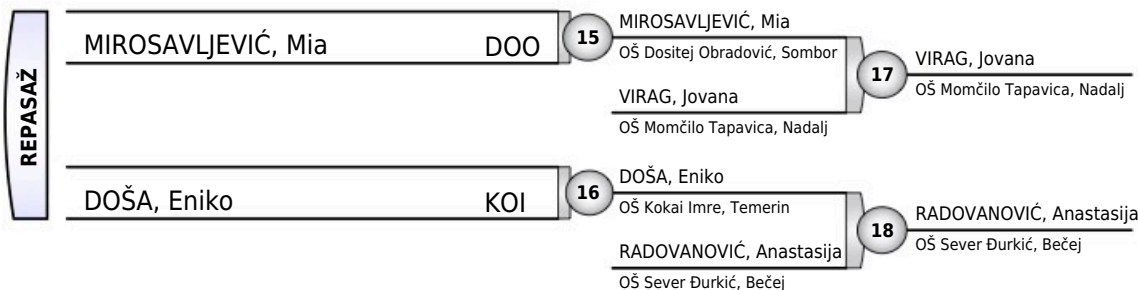 REPASAŽ
MIROSAVLJEVIĆ, Mia DOO
15
MIROSAVLJEVIĆ, Mia
OŠ Dositej Obradović, Sombor
VIRAG, Jovana
OŠ Momčilo Tapavica, Nadalj
17
VIRAG, Jovana
OŠ Momčilo Tapavica, Nadalj
DOŠA, Eniko KOI
16
DOŠA, Eniko
OŠ Kokai Imre, Temerin
RADOVANOVIĆ, Anastasija
OŠ Sever Đurkić, Bečej
18
RADOVANOVIĆ, Anastasija
OŠ Sever Đurkić, Bečej